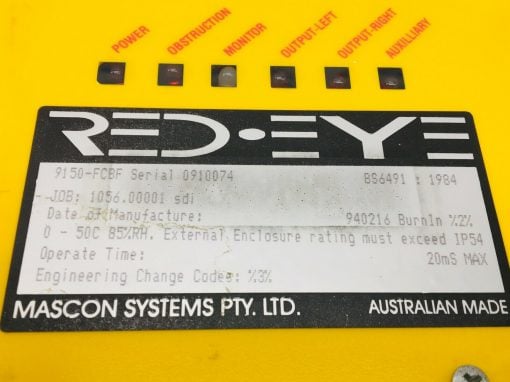 POWER OBSTRUCTION MONITOR OUTPUT-LEFT OUTPUT-RIGHT AUXILLIARY
RED•EYE
9150-FCBF Serial 0910074 BS6491 : 1984
JOB: 1056.00001 sdi
Date of Manufacture: 940216 BurnIn %2%
0 - 50C 85%RH. External Enclosure rating must exceed IP54
Operate Time: 20mS MAX
Engineering Change Codes: %3%
MASCON SYSTEMS PTY. LTD. AUSTRALIAN MADE